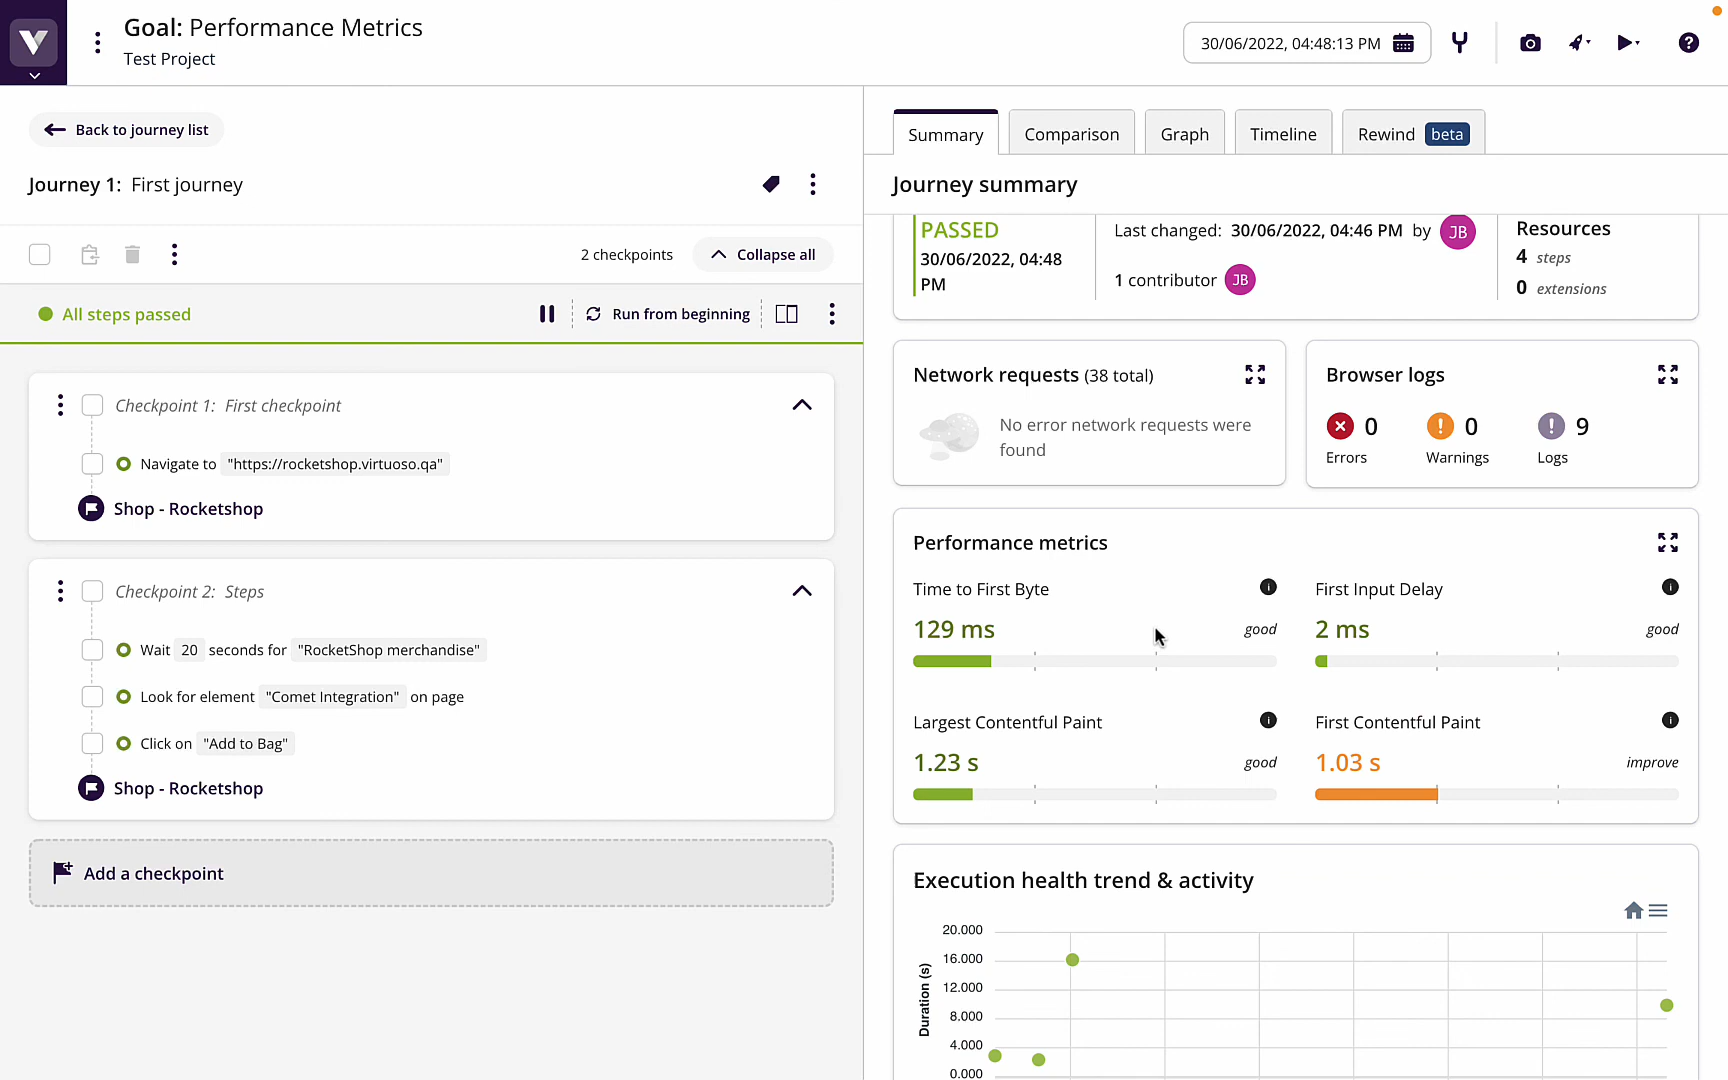 Goal: Performance Metrics
Test Project
30/06/2022, 04:48:13 PM
Back to journey list
Journey 1: First journey
2 checkpoints
Collapse all
All steps passed
Run from beginning
Checkpoint 1: First checkpoint
Navigate to "https://rocketshop.virtuoso.qa"
Shop - Rocketshop
Checkpoint 2: Steps
Wait 20 seconds for "RocketShop merchandise"
Look for element "Comet Integration" on page
Click on "Add to Bag"
Shop - Rocketshop
Add a checkpoint
Summary Comparison Graph Timeline Rewind beta
Journey summary
PASSED
30/06/2022, 04:48
PM
Last changed: 30/06/2022, 04:46 PM by JB
1 contributor JB
Resources
4 steps
0 extensions
Network requests (38 total)
No error network requests were
found
Browser logs
0 0 9
Errors Warnings Logs
Performance metrics
Time to First Byte
129 ms good
First Input Delay
2 ms good
Largest Contentful Paint
1.23 s good
First Contentful Paint
1.03 s improve
Execution health trend & activity
Duration (s)
20.000
16.000
12.000
8.000
4.000
0.000